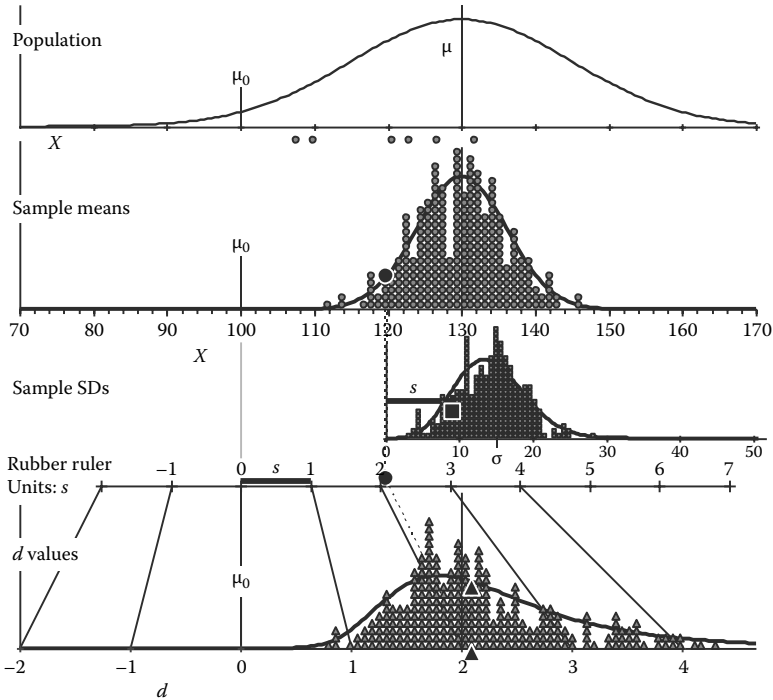 Population
μ
μ0
X
Sample means
μ0
70 80 90 100 110 120 130 140 150 160 170
X
Sample SDs
s
0 10 σ 20 30 40 50
Rubber ruler
Units: s
−1 0 s 1 2 3 4 5 6 7
d values
μ0
−2 −1 0 1 2 3 4
d